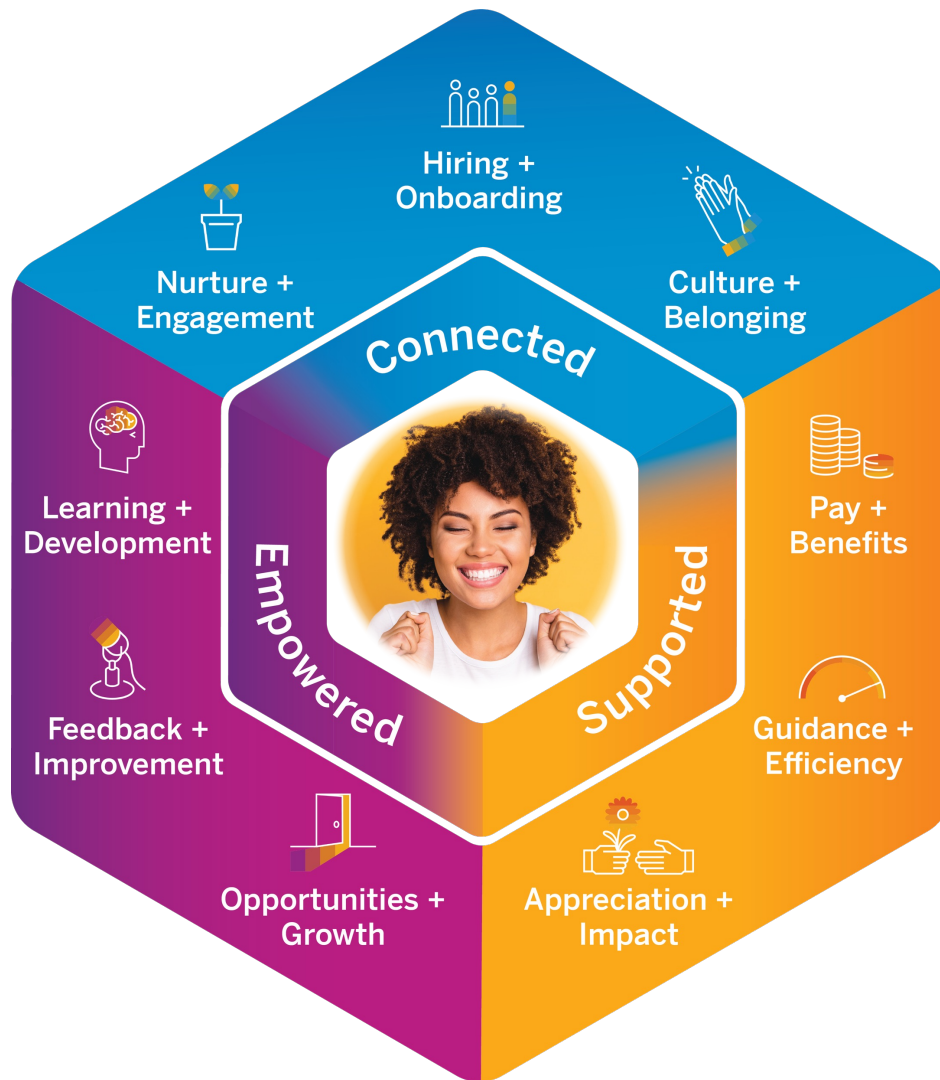 Hiring +
Onboarding
Nurture +
Engagement
Culture +
Belonging
Connected
Learning +
Development
Pay +
Benefits
Empowered
Supported
Feedback +
Improvement
Guidance +
Efficiency
Opportunities +
Growth
Appreciation +
Impact